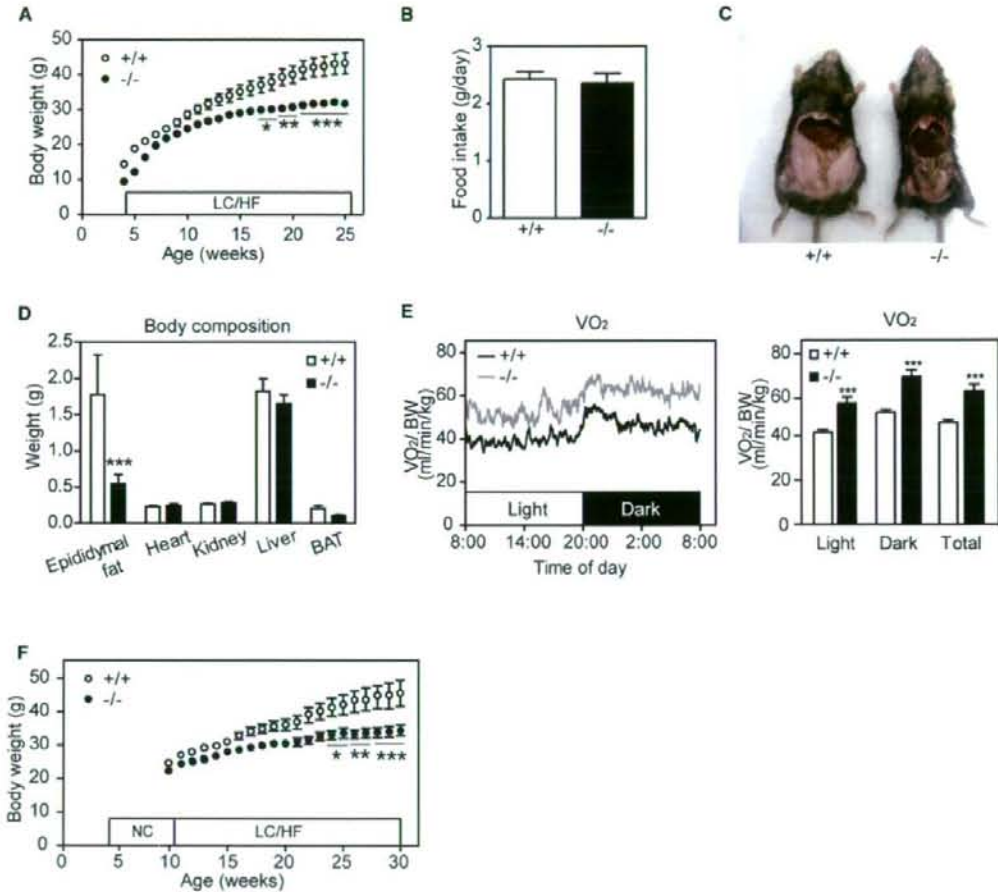 A
Body weight (g)
50
40
30
20
10
0
+/+
-/-
*
**
***
LC/HF
0
5
10
15
20
25
Age (weeks)
B
Food intake (g/day)
3
2
1
0
+/+
-/-
C
+/+
-/-
D
Body composition
Weight (g)
2.5
2.0
1.5
1.0
0.5
0.0
+/+
-/-
***
Epididymal
fat
Heart
Kidney
Liver
BAT
E
VO2
VO2/ BW
(ml/min/kg)
80
60
40
20
0
+/+
-/-
Light
Dark
8:00
14:00
20:00
2:00
8:00
Time of day
VO2
VO2/ BW
(ml/min/kg)
80
60
40
20
0
+/+
-/-
***
***
***
Light
Dark
Total
F
Body weight (g)
50
40
30
20
10
0
+/+
-/-
*
**
***
NC
LC/HF
0
5
10
15
20
25
30
Age (weeks)